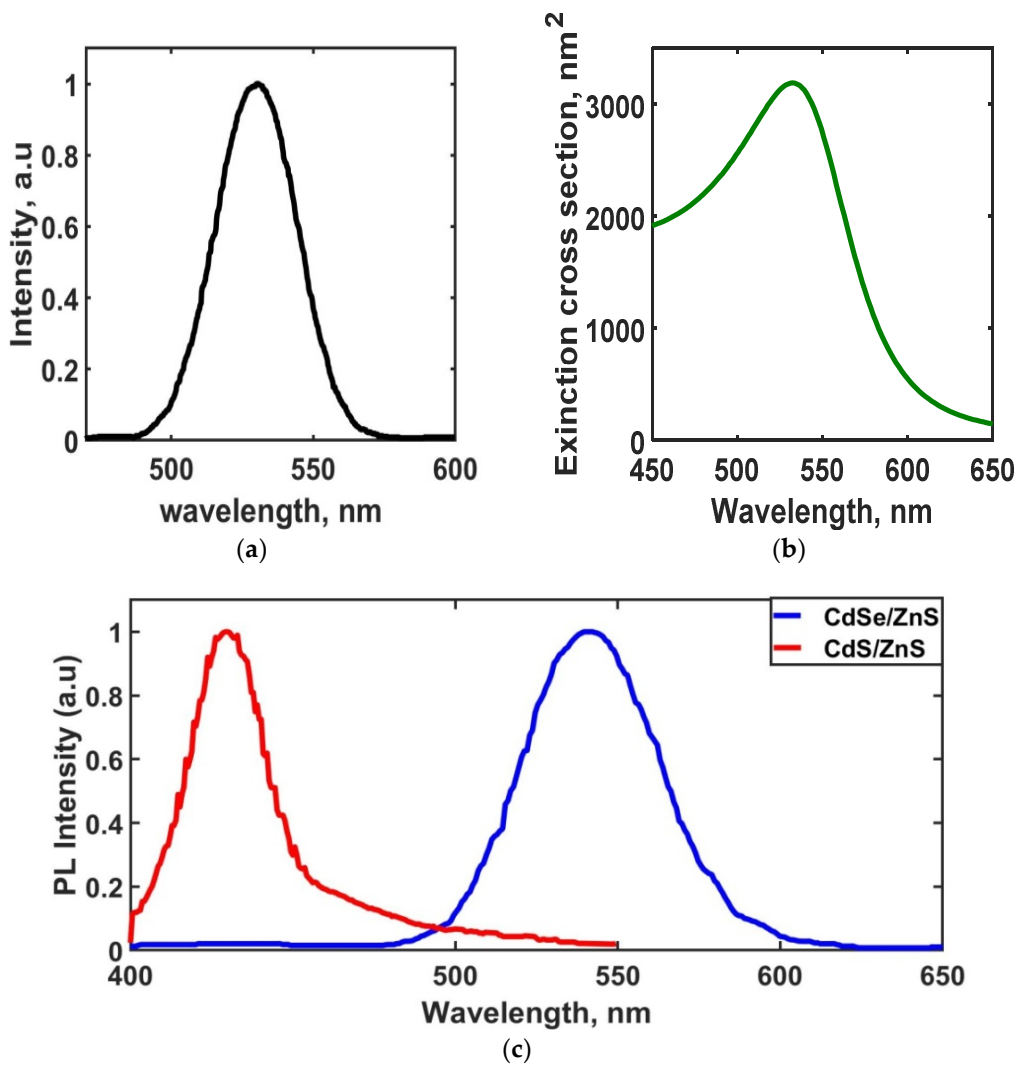 Intensity, a.u
1
0.8
0.6
0.4
0.2
0
500 550 600
wavelength, nm
(a)
Exinction cross section, nm2
3000
2000
1000
0
450 500 550 600 650
Wavelength, nm
(b)
CdSe/ZnS
CdS/ZnS
PL Intensity (a.u)
1
0.8
0.6
0.4
0.2
0
400 500 550 600 650
Wavelength, nm
(c)